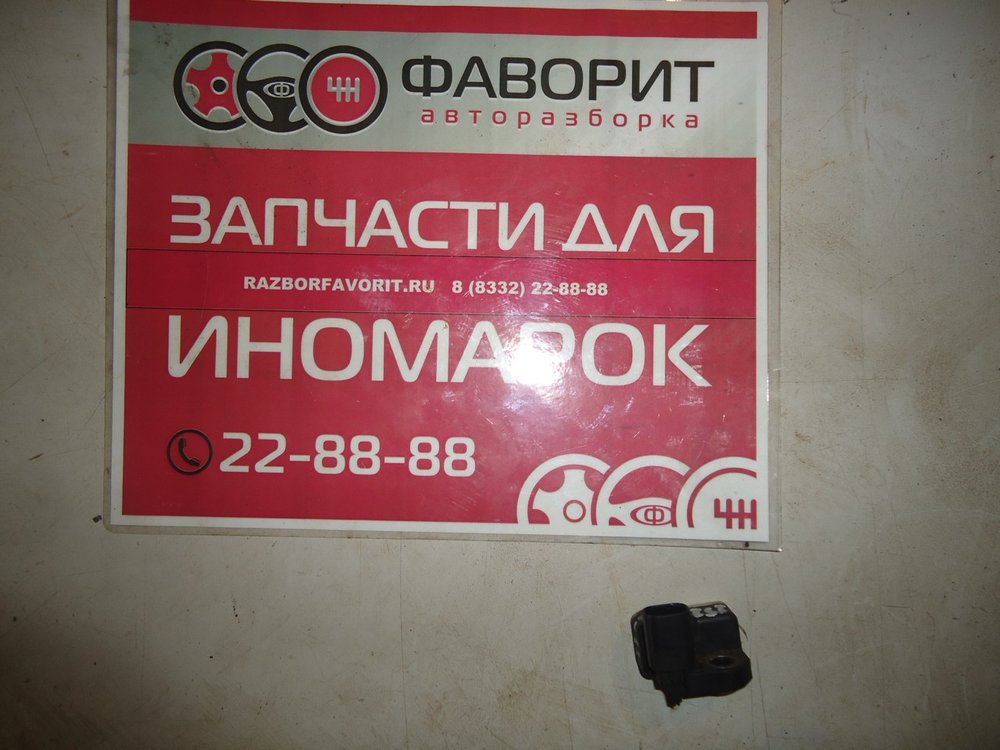 ФАВОРИТ
авторазборка
ЗАПЧАСТИ ДЛЯ
RAZBORFAVORIT.RU 8 (8332) 22-88-88
ИНОМАРОК
22-88-88